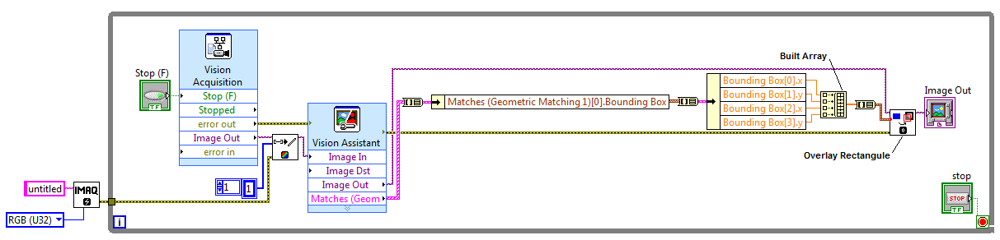 Built Array
Vision
Acquisition
Stop (F)
Stop (F)
TF
Stopped
error out
Image Out
error in
Vision Assistant
Image In
Image Dst
Image Out
Matches (Geom
Matches (Geometric Matching 1)[0].Bounding Box
Bounding Box[0].x
Bounding Box[1].y
Bounding Box[2].x
Bounding Box[3].y
Image Out
Overlay Rectangule
1
1
untitled
IMAQ
RGB (U32)
i
stop
STOP
TF